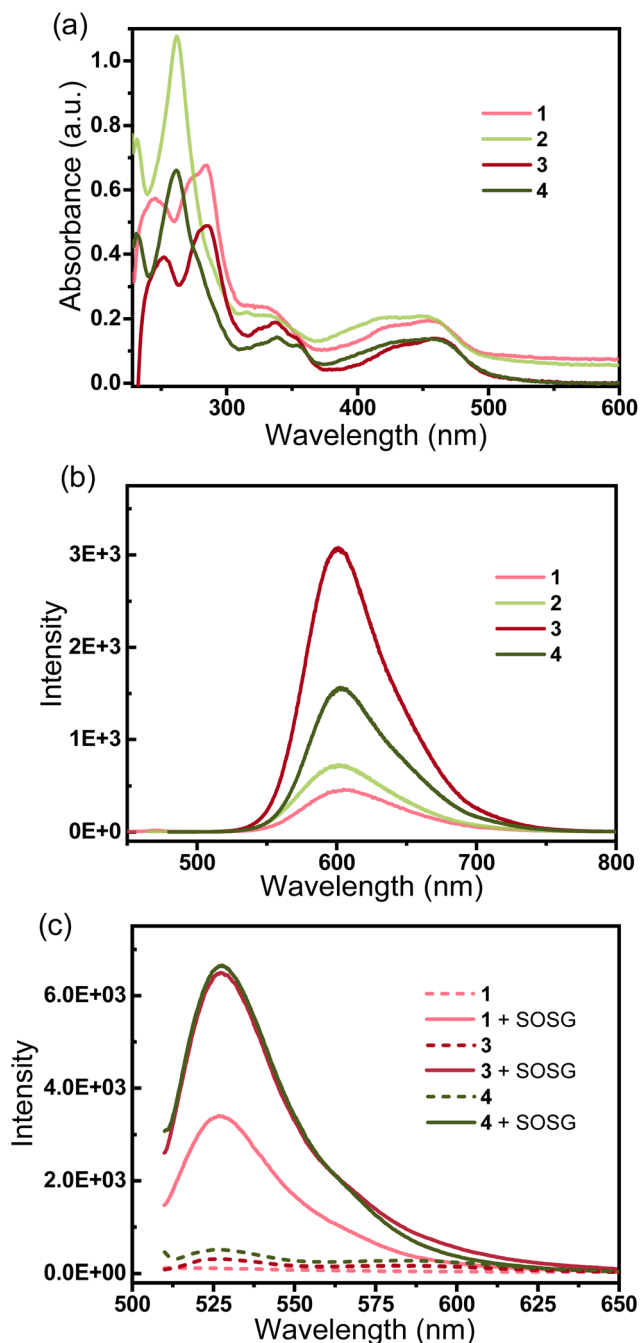 (a)
1.0
0.8
0.6
0.4
0.2
0.0
Absorbance (a.u.)
1
2
3
4
300
400
500
600
Wavelength (nm)
(b)
3E+3
2E+3
1E+3
0E+0
Intensity
1
2
3
4
500
600
700
800
Wavelength (nm)
(c)
6.0E+03
4.0E+03
2.0E+03
0.0E+00
Intensity
1
1 + SOSG
3
3 + SOSG
4
4 + SOSG
500
525
550
575
600
625
650
Wavelength (nm)